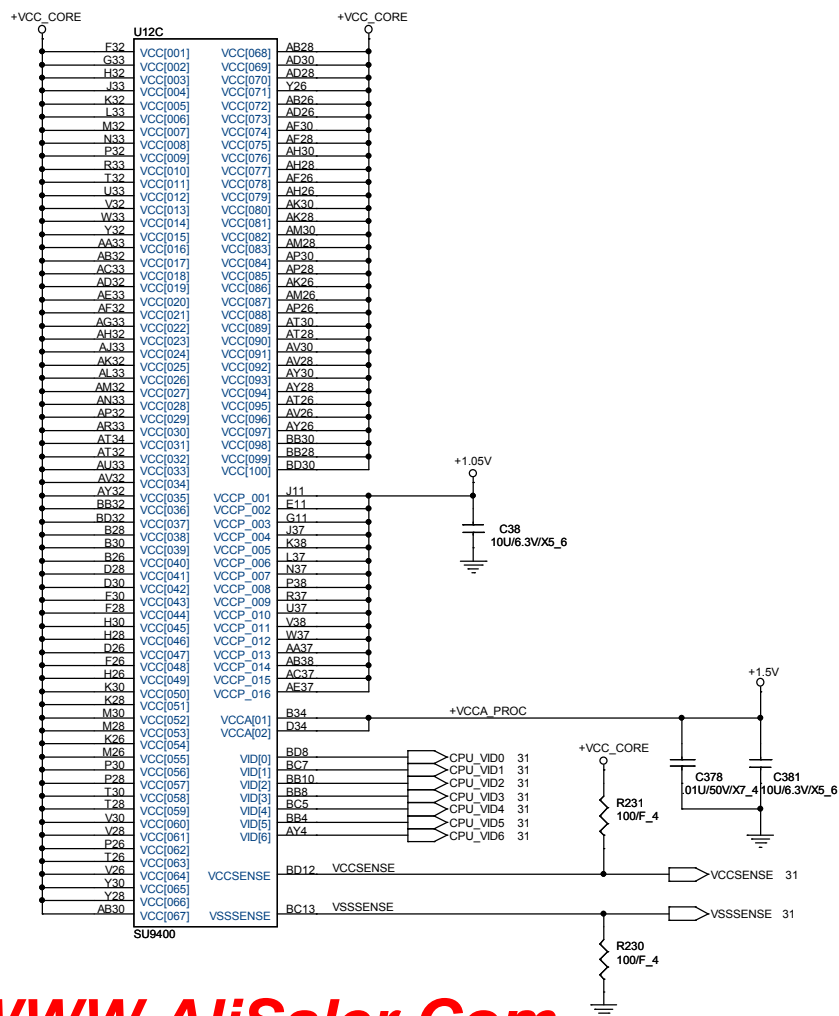 +VCC_CORE +VCC_CORE
U12C
F32 VCC[001] VCC[068] AB28
G33 VCC[002] VCC[069] AD30
H32 VCC[003] VCC[070] AD28
J33 VCC[004] VCC[071] Y26
K32 VCC[005] VCC[072] AB26
L33 VCC[006] VCC[073] AD26
M32 VCC[007] VCC[074] AF30
N33 VCC[008] VCC[075] AF28
P32 VCC[009] VCC[076] AH30
R33 VCC[010] VCC[077] AH28
T32 VCC[011] VCC[078] AF26
U33 VCC[012] VCC[079] AH26
V32 VCC[013] VCC[080] AK30
W33 VCC[014] VCC[081] AK28
Y32 VCC[015] VCC[082] AM30
AA33 VCC[016] VCC[083] AM28
AB32 VCC[017] VCC[084] AP30
AC33 VCC[018] VCC[085] AP28
AD32 VCC[019] VCC[086] AK26
AE33 VCC[020] VCC[087] AM26
AF32 VCC[021] VCC[088] AP26
AG33 VCC[022] VCC[089] AT30
AH32 VCC[023] VCC[090] AT28
AJ33 VCC[024] VCC[091] AV30
AK32 VCC[025] VCC[092] AV28
AL33 VCC[026] VCC[093] AY30
AM32 VCC[027] VCC[094] AY28
AN33 VCC[028] VCC[095] AT26
AP32 VCC[029] VCC[096] AV26
AR33 VCC[030] VCC[097] AY26
AT34 VCC[031] VCC[098] BB30
AT32 VCC[032] VCC[099] BB28
AU33 VCC[033] VCC[100] BD30
AV32 VCC[034]
AY32 VCC[035] VCCP_001 J11
BB32 VCC[036] VCCP_002 E11
BD32 VCC[037] VCCP_003 G11
B28 VCC[038] VCCP_004 J37
B30 VCC[039] VCCP_005 K38
B26 VCC[040] VCCP_006 L37
D28 VCC[041] VCCP_007 N37
D30 VCC[042] VCCP_008 P38
F30 VCC[043] VCCP_009 R37
F28 VCC[044] VCCP_010 U37
H30 VCC[045] VCCP_011 V38
H28 VCC[046] VCCP_012 W37
D26 VCC[047] VCCP_013 AA37
F26 VCC[048] VCCP_014 AB38
H26 VCC[049] VCCP_015 AC37
K30 VCC[050] VCCP_016 AE37
K28 VCC[051]
M30 VCC[052] VCCA[01] B34 +VCCA_PROC
M28 VCC[053] VCCA[02] D34
K26 VCC[054]
M26 VCC[055] VID[0] BD8 CPU_VID0 31
P30 VCC[056] VID[1] BC7 CPU_VID1 31
P28 VCC[057] VID[2] BB10 CPU_VID2 31
T30 VCC[058] VID[3] BB8 CPU_VID3 31
T28 VCC[059] VID[4] BC5 CPU_VID4 31
V30 VCC[060] VID[5] BB4 CPU_VID5 31
V28 VCC[061] VID[6] AY4 CPU_VID6 31
P26 VCC[062]
T26 VCC[063]
V26 VCC[064] VCCSENSE BD12 VCCSENSE VCCSENSE 31
Y30 VCC[065]
Y28 VCC[066]
AB30 VCC[067] VSSSENSE BC13 VSSSENSE VSSSENSE 31
SU9400
+1.05V
C38
10U/6.3V/X5_6
+1.5V
+VCC_CORE
C378
.01U/50V/X7_4
C381
10U/6.3V/X5_6
R231
100/F_4
R230
100/F_4